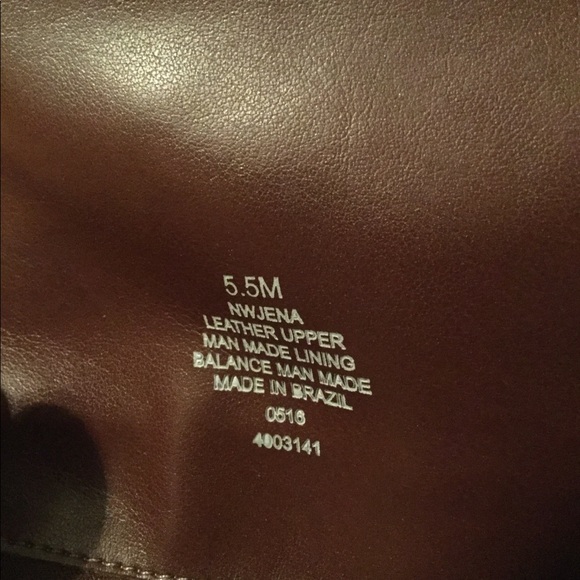 5.5M
NWJENA
LEATHER UPPER
MAN MADE LINING
BALANCE MAN MADE
MADE IN BRAZIL
0516
4003141